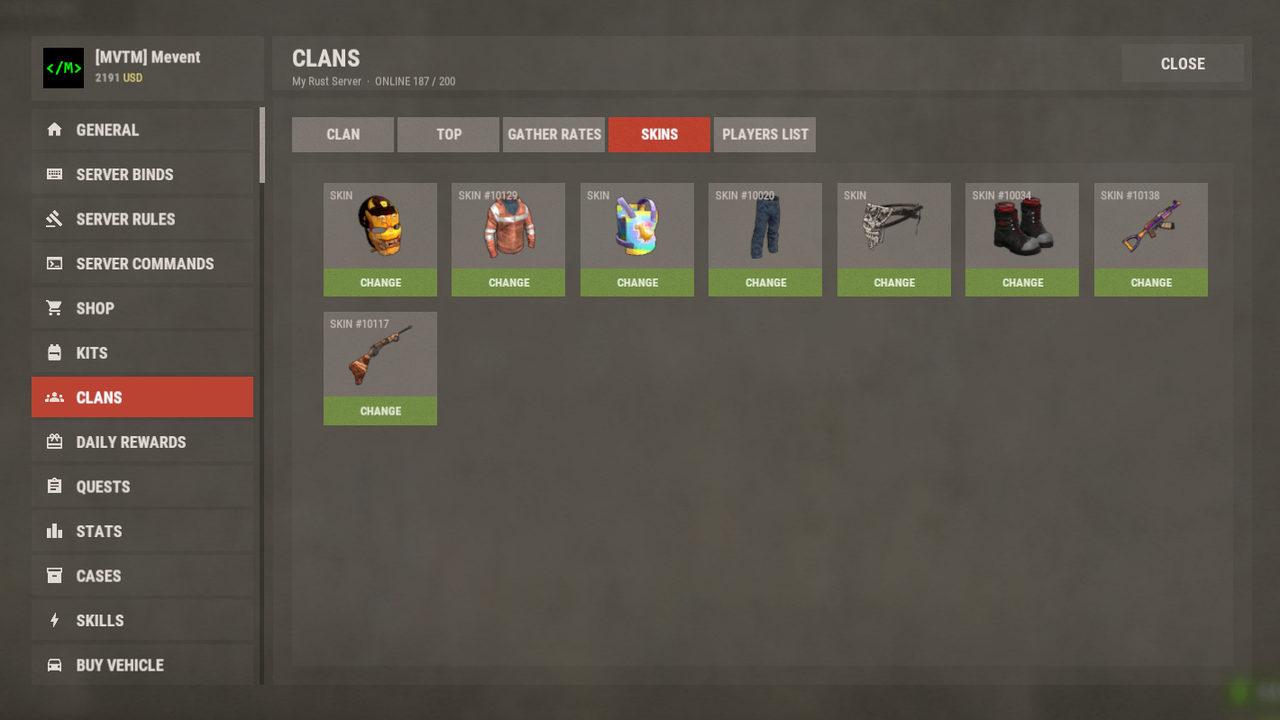 </M>
[MVTM] Mevent
2191 USD
GENERAL
SERVER BINDS
SERVER RULES
SERVER COMMANDS
SHOP
KITS
CLANS
DAILY REWARDS
QUESTS
STATS
CASES
SKILLS
BUY VEHICLE
CLANS
My Rust Server · ONLINE 187 / 200
CLOSE
CLAN TOP GATHER RATES SKINS PLAYERS LIST
SKIN SKIN #10129 SKIN SKIN #10020 SKIN SKIN #10034 SKIN #10138
CHANGE CHANGE CHANGE CHANGE CHANGE CHANGE CHANGE
SKIN #10117
CHANGE